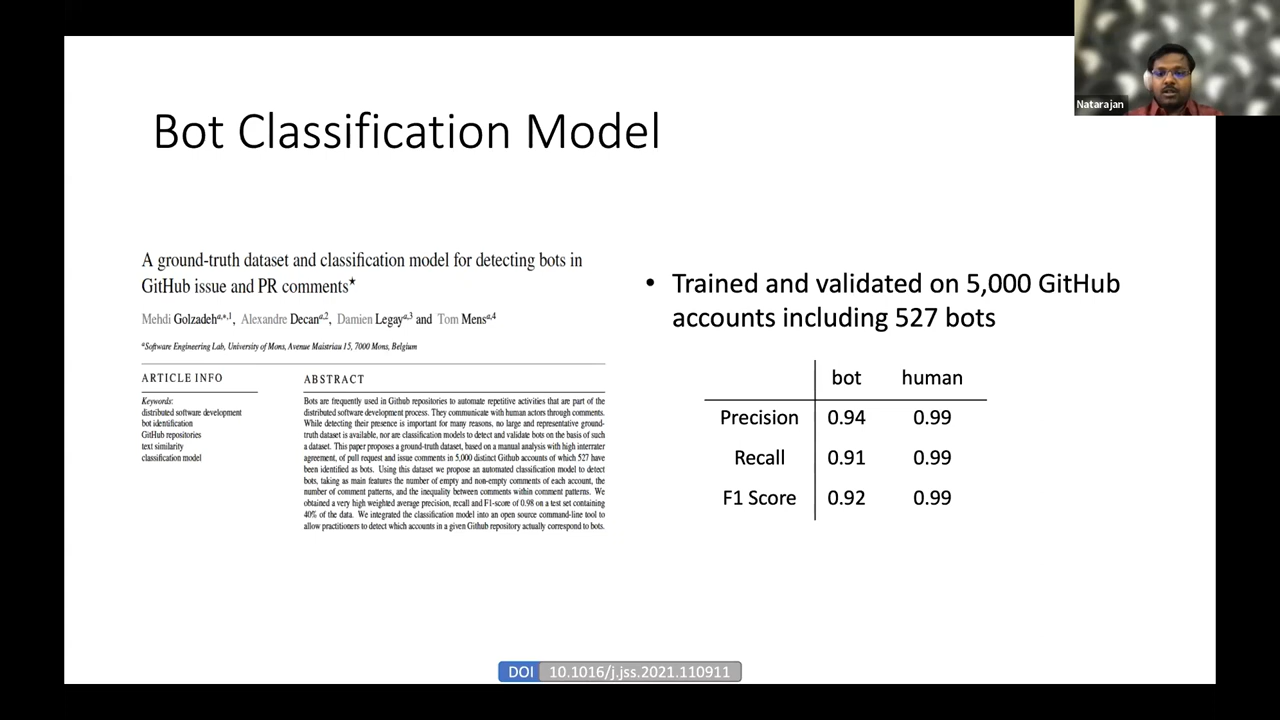 Natarajan
Bot Classification Model
A ground-truth dataset and classification model for detecting bots in
GitHub issue and PR comments★
Mehdi Golzadeh a,*,1, Alexandre Decan a,2, Damien Legay a,3 and Tom Mens a,4
a Software Engineering Lab, University of Mons, Avenue Maistriau 15, 7000 Mons, Belgium
ARTICLE INFO
Keywords:
distributed software development
bot identification
GitHub repositories
text similarity
classification model
ABSTRACT
Bots are frequently used in Github repositories to automate repetitive activities that are part of the
distributed software development process. They communicate with human actors through comments.
While detecting their presence is important for many reasons, no large and representative ground-
truth dataset is available, nor are classification models to detect and validate bots on the basis of such
a dataset. This paper proposes a ground-truth dataset, based on a manual analysis with high interrater
agreement, of pull request and issue comments in 5,000 distinct Github accounts of which 527 have
been identified as bots. Using this dataset we propose an automated classification model to detect
bots, taking as main features the number of empty and non-empty comments of each account, the
number of comment patterns, and the inequality between comments within comment patterns. We
obtained a very high weighted average precision, recall and F1-score of 0.98 on a test set containing
40% of the data. We integrated the classification model into an open source command-line tool to
allow practitioners to detect which accounts in a given Github repository actually correspond to bots.
• Trained and validated on 5,000 GitHub
accounts including 527 bots
bot human
Precision 0.94 0.99
Recall 0.91 0.99
F1 Score 0.92 0.99
DOI 10.1016/j.jss.2021.110911